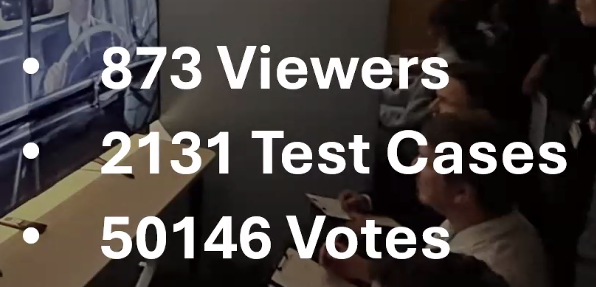 • 873 Viewers
• 2131 Test Cases
• 50146 Votes